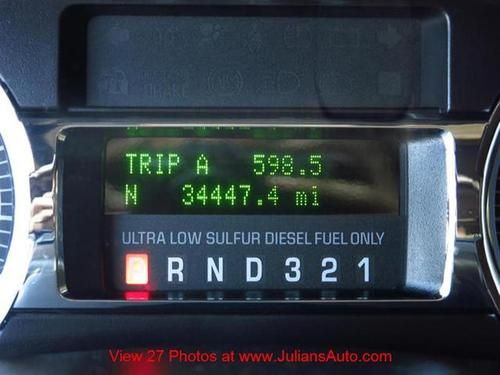 TRIP A 598.5
N 34447.4 mi
ULTRA LOW SULFUR DIESEL FUEL ONLY
P R N D 3 2 1
View 27 Photos at www.JuliansAuto.com